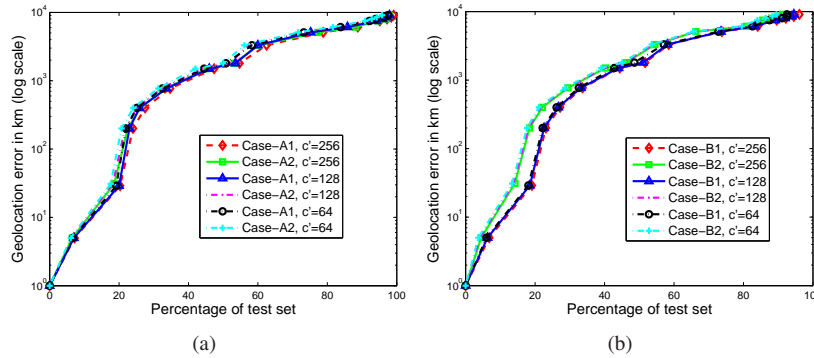 10^4
10^3
10^2
10^1
10^0
Geolocation error in km (log scale)
0 20 40 60 80 100
Percentage of test set
Case−A1, c'=256
Case−A2, c'=256
Case−A1, c'=128
Case−A2, c'=128
Case−A1, c'=64
Case−A2, c'=64
(a)
10^4
10^3
10^2
10^1
10^0
Geolocation error in km (log scale)
0 20 40 60 80 100
Percentage of test set
Case−B1, c'=256
Case−B2, c'=256
Case−B1, c'=128
Case−B2, c'=128
Case−B1, c'=64
Case−B2, c'=64
(b)